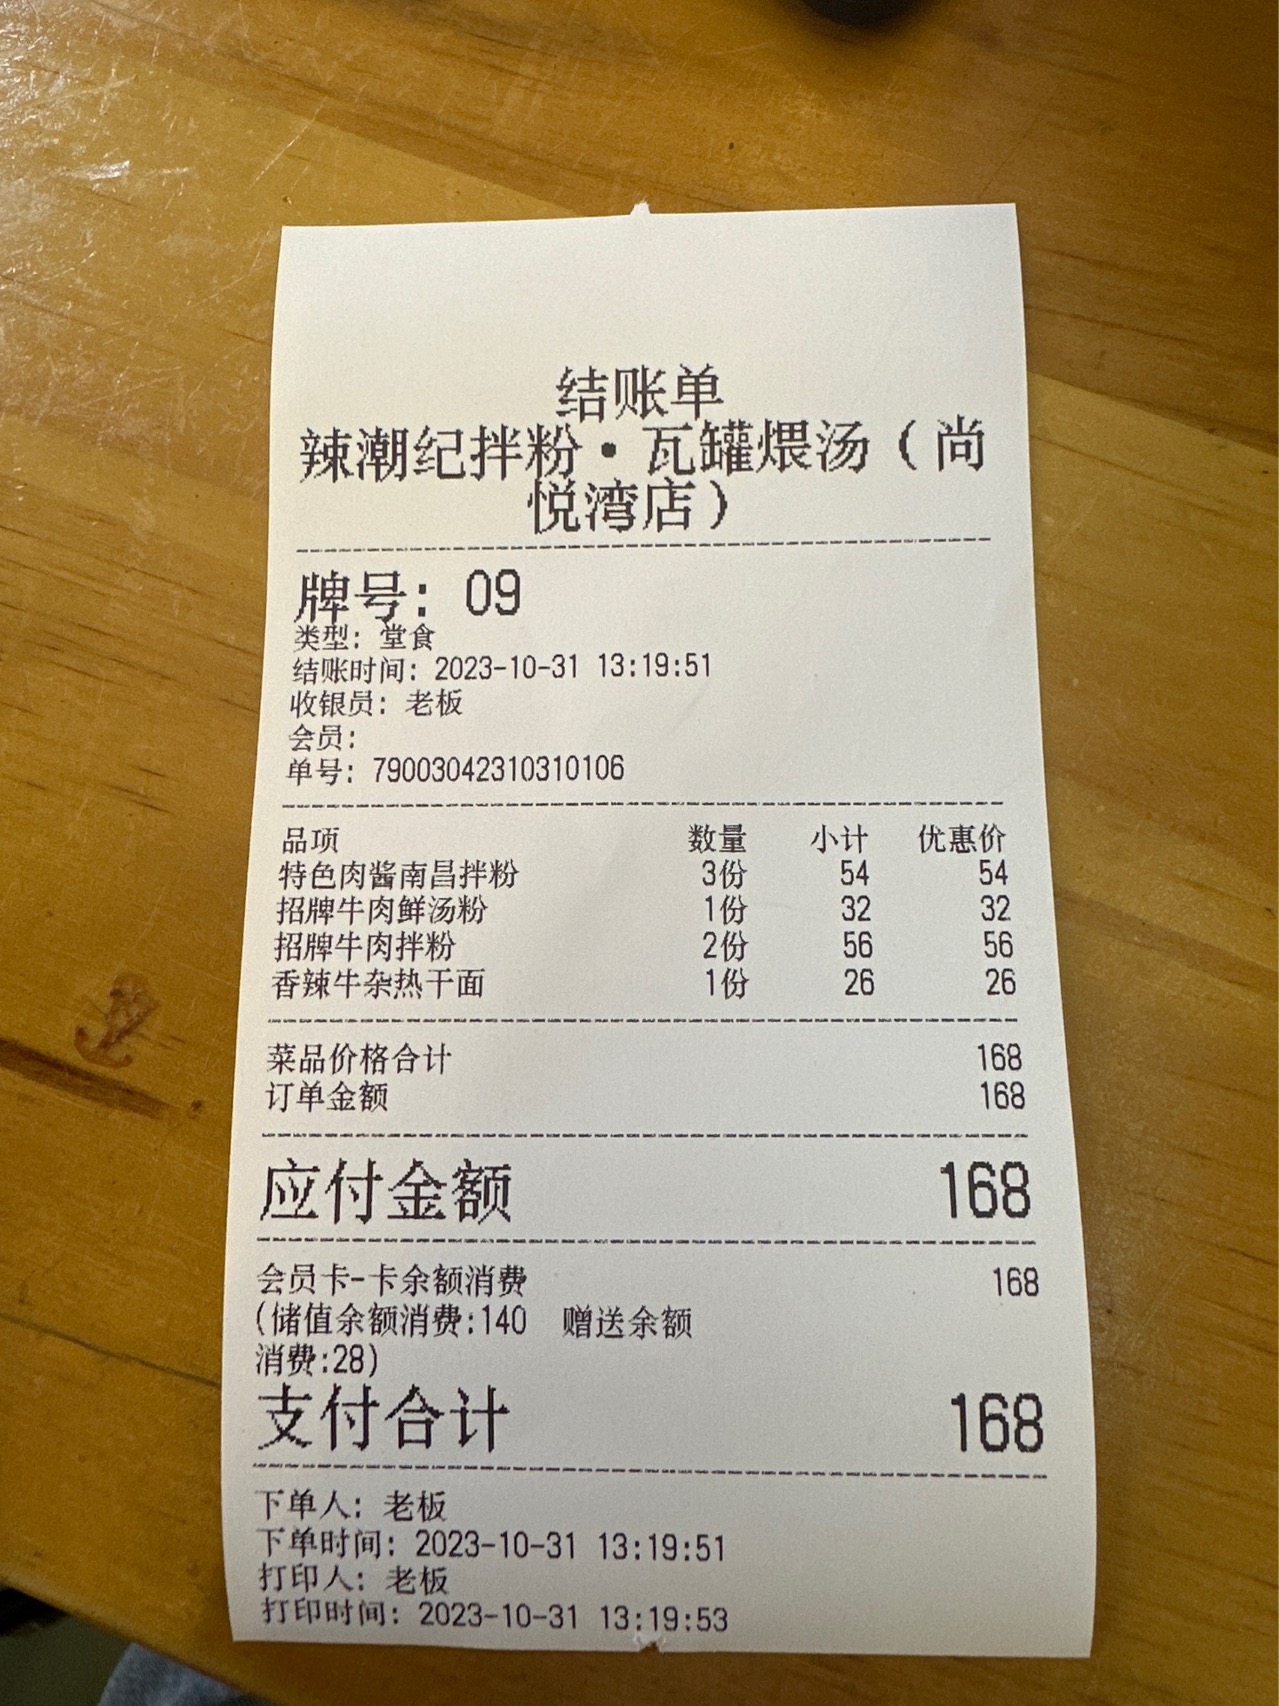 结账单
辣潮纪拌粉·瓦罐煨汤（尚
悦湾店）
牌号: 09
类型: 堂食
结账时间: 2023-10-31 13:19:51
收银员: 老板
会员:
单号: 79003042310310106
品项 数量 小计 优惠价
特色肉酱南昌拌粉 3份 54 54
招牌牛肉鲜汤粉 1份 32 32
招牌牛肉拌粉 2份 56 56
香辣牛杂热干面 1份 26 26
菜品价格合计 168
订单金额 168
应付金额 168
会员卡-卡余额消费 168
(储值余额消费:140 赠送余额
消费:28)
支付合计 168
下单人: 老板
下单时间: 2023-10-31 13:19:51
打印人: 老板
打印时间: 2023-10-31 13:19:53